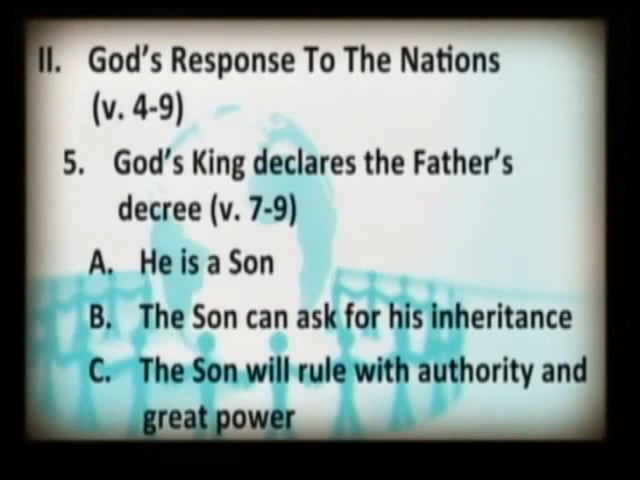 II. God's Response To The Nations
(v. 4-9)
5. God's King declares the Father's
decree (v. 7-9)
A. He is a Son
B. The Son can ask for his inheritance
C. The Son will rule with authority and
great power